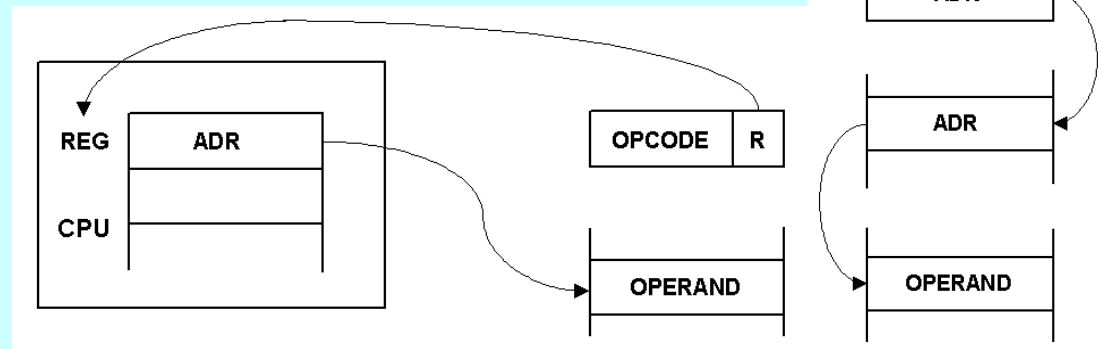 REG
ADR
CPU
OPCODE
R
OPERAND
ADR
OPERAND